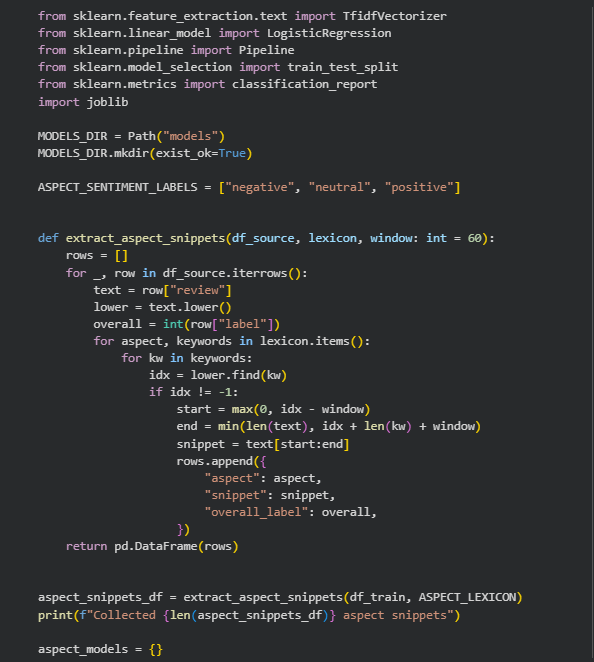 from sklearn.feature_extraction.text import TfidfVectorizer
from sklearn.linear_model import LogisticRegression
from sklearn.pipeline import Pipeline
from sklearn.model_selection import train_test_split
from sklearn.metrics import classification_report
import joblib

MODELS_DIR = Path("models")
MODELS_DIR.mkdir(exist_ok=True)

ASPECT_SENTIMENT_LABELS = ["negative", "neutral", "positive"]


def extract_aspect_snippets(df_source, lexicon, window: int = 60):
    rows = []
    for _, row in df_source.iterrows():
        text = row["review"]
        lower = text.lower()
        overall = int(row["label"])
        for aspect, keywords in lexicon.items():
            for kw in keywords:
                idx = lower.find(kw)
                if idx != -1:
                    start = max(0, idx - window)
                    end = min(len(text), idx + len(kw) + window)
                    snippet = text[start:end]
                    rows.append({
                        "aspect": aspect,
                        "snippet": snippet,
                        "overall_label": overall,
                    })
    return pd.DataFrame(rows)


aspect_snippets_df = extract_aspect_snippets(df_train, ASPECT_LEXICON)
print(f"Collected {len(aspect_snippets_df)} aspect snippets")

aspect_models = {}